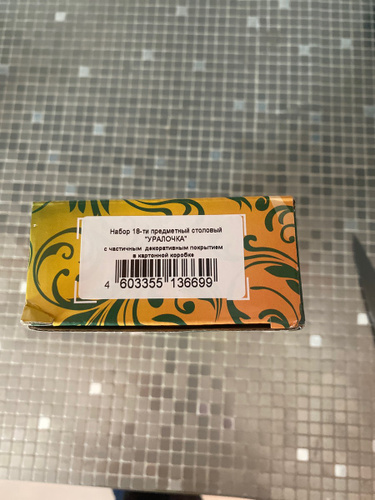 Набор 18-ти предметный столовый
"УРАЛОЧКА"
с частичным декоративным покрытием
в картонной коробке
4 603355 136699